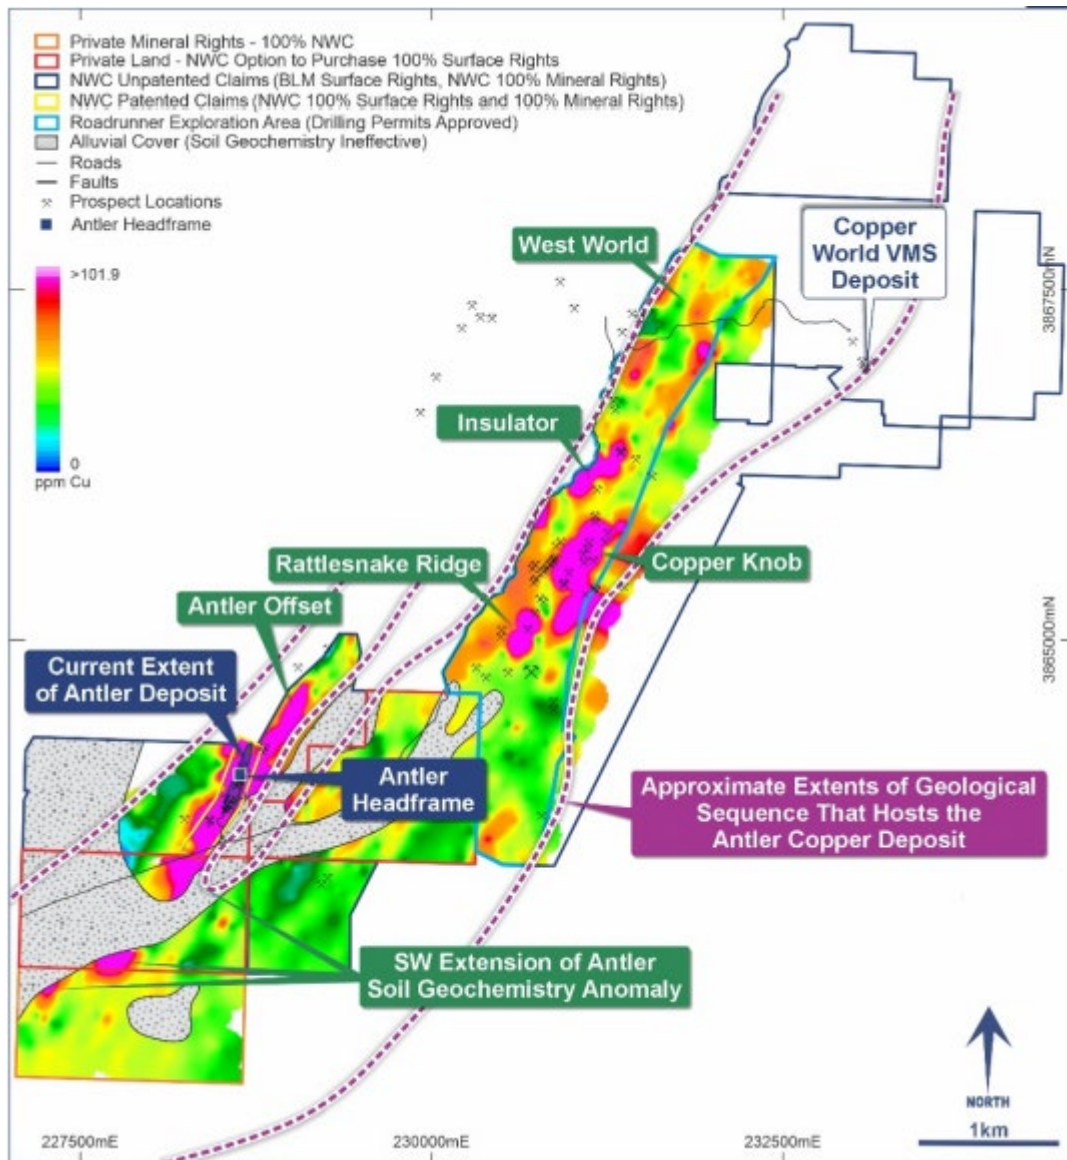 Private Mineral Rights - 100% NWC
Private Land - NWC Option to Purchase 100% Surface Rights
NWC Unpatented Claims (BLM Surface Rights, NWC 100% Mineral Rights)
NWC Patented Claims (NWC 100% Surface Rights and 100% Mineral Rights)
Roadrunner Exploration Area (Drilling Permits Approved)
Alluvial Cover (Soil Geochemistry Ineffective)
Roads
Faults
Prospect Locations
Antler Headframe
>101.9
0
ppm Cu
West World
Copper
World VMS
Deposit
3867500mN
Insulator
Rattlesnake Ridge
Copper Knob
Antler Offset
3865000mN
Current Extent
of Antler Deposit
Antler
Headframe
Approximate Extents of Geological
Sequence That Hosts the
Antler Copper Deposit
SW Extension of Antler
Soil Geochemistry Anomaly
NORTH
1km
227500mE
230000mE
232500mE